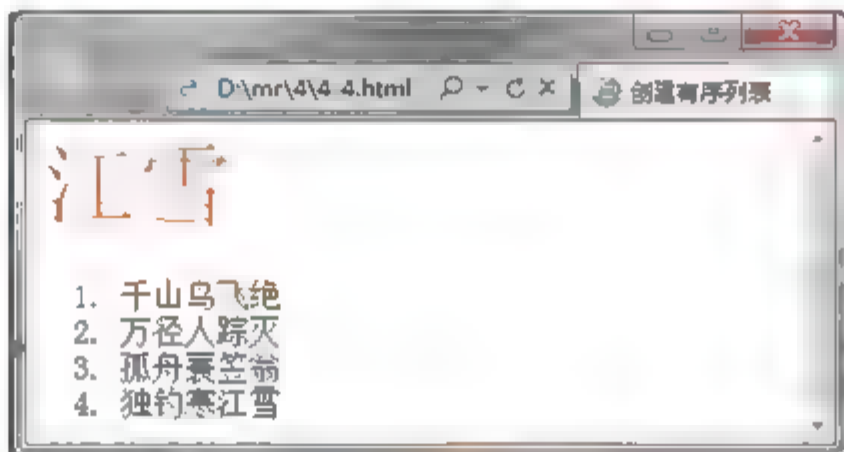 D:\mr\4\4-4.html 创建有序列表
江雪
1. 千山鸟飞绝
2. 万径人踪灭
3. 孤舟蓑笠翁
4. 独钓寒江雪